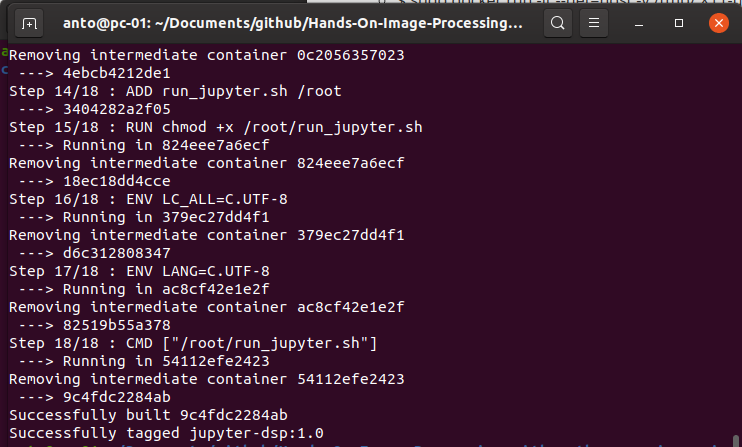 anto@pc-01: ~/Documents/github/Hands-On-Image-Processing...
Removing intermediate container 0c2056357023
 ---> 4ebcb4212de1
Step 14/18 : ADD run_jupyter.sh /root
 ---> 3404282a2f05
Step 15/18 : RUN chmod +x /root/run_jupyter.sh
 ---> Running in 824eee7a6ecf
Removing intermediate container 824eee7a6ecf
 ---> 18ec18dd4cce
Step 16/18 : ENV LC_ALL=C.UTF-8
 ---> Running in 379ec27dd4f1
Removing intermediate container 379ec27dd4f1
 ---> d6c312808347
Step 17/18 : ENV LANG=C.UTF-8
 ---> Running in ac8cf42e1e2f
Removing intermediate container ac8cf42e1e2f
 ---> 82519b55a378
Step 18/18 : CMD ["/root/run_jupyter.sh"]
 ---> Running in 54112efe2423
Removing intermediate container 54112efe2423
 ---> 9c4fdc2284ab
Successfully built 9c4fdc2284ab
Successfully tagged jupyter-dsp:1.0